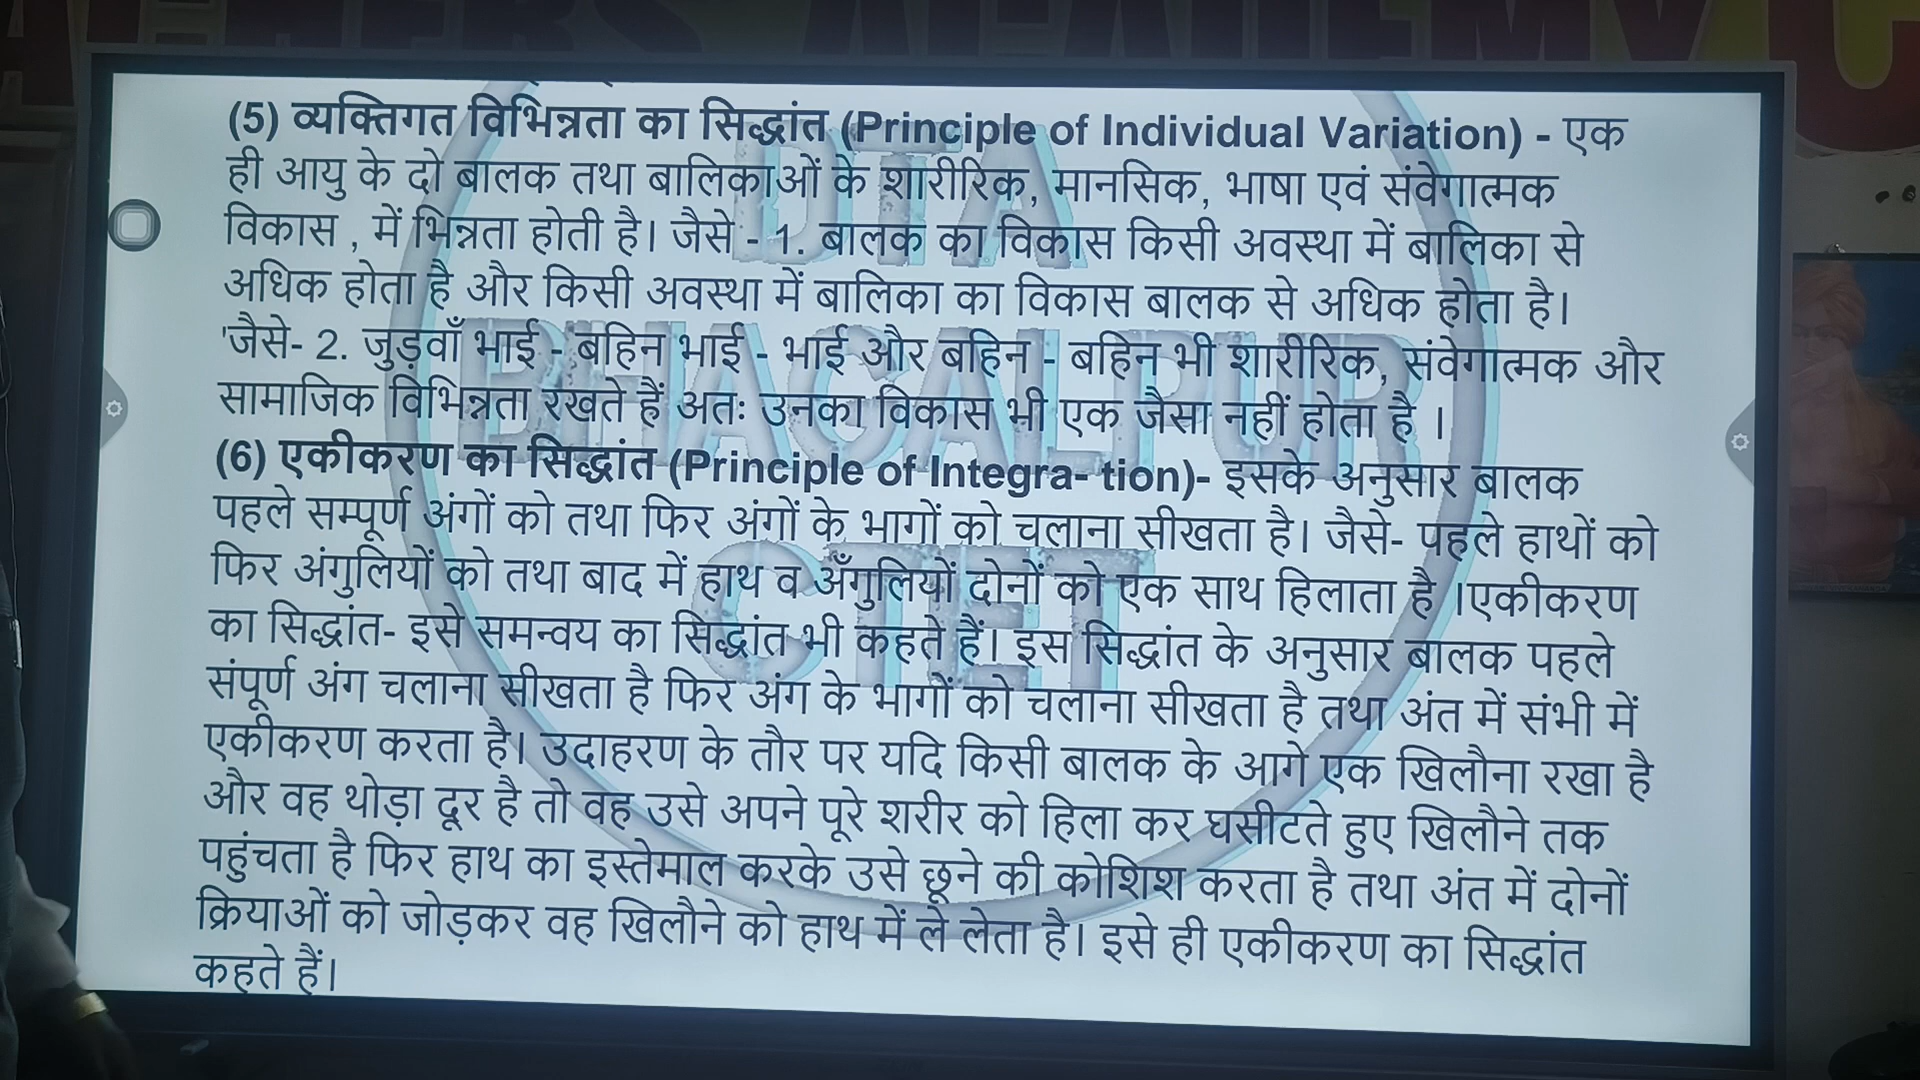 ACADEMY
(5) व्यक्तिगत विभिन्नता का सिद्धांत (Principle of Individual Variation) - एक
ही आयु के दो बालक तथा बालिकाओं के शारीरिक, मानसिक, भाषा एवं संवेगात्मक
विकास , में भिन्नता होती है। जैसे - 1. बालक का विकास किसी अवस्था में बालिका से
अधिक होता है और किसी अवस्था में बालिका का विकास बालक से अधिक होता है।
'जैसे- 2. जुड़वाँ भाई - बहिन भाई - भाई और बहिन - बहिन भी शारीरिक, संवेगात्मक और
सामाजिक विभिन्नता रखते हैं अतः उनका विकास भी एक जैसा नहीं होता है ।
(6) एकीकरण का सिद्धांत (Principle of Integra- tion)- इसके अनुसार बालक
पहले सम्पूर्ण अंगों को तथा फिर अंगों के भागों को चलाना सीखता है। जैसे- पहले हाथों को
फिर अंगुलियों को तथा बाद में हाथ व अँगुलियों दोनों को एक साथ हिलाता है ।एकीकरण
का सिद्धांत- इसे समन्वय का सिद्धांत भी कहते हैं। इस सिद्धांत के अनुसार बालक पहले
संपूर्ण अंग चलाना सीखता है फिर अंग के भागों को चलाना सीखता है तथा अंत में संभी में
एकीकरण करता है। उदाहरण के तौर पर यदि किसी बालक के आगे एक खिलौना रखा है
और वह थोड़ा दूर है तो वह उसे अपने पूरे शरीर को हिला कर घसीटते हुए खिलौने तक
पहुंचता है फिर हाथ का इस्तेमाल करके उसे छूने की कोशिश करता है तथा अंत में दोनों
क्रियाओं को जोड़कर वह खिलौने को हाथ में ले लेता है। इसे ही एकीकरण का सिद्धांत
कहते हैं।
DTA
BHAGALPUR
CTET